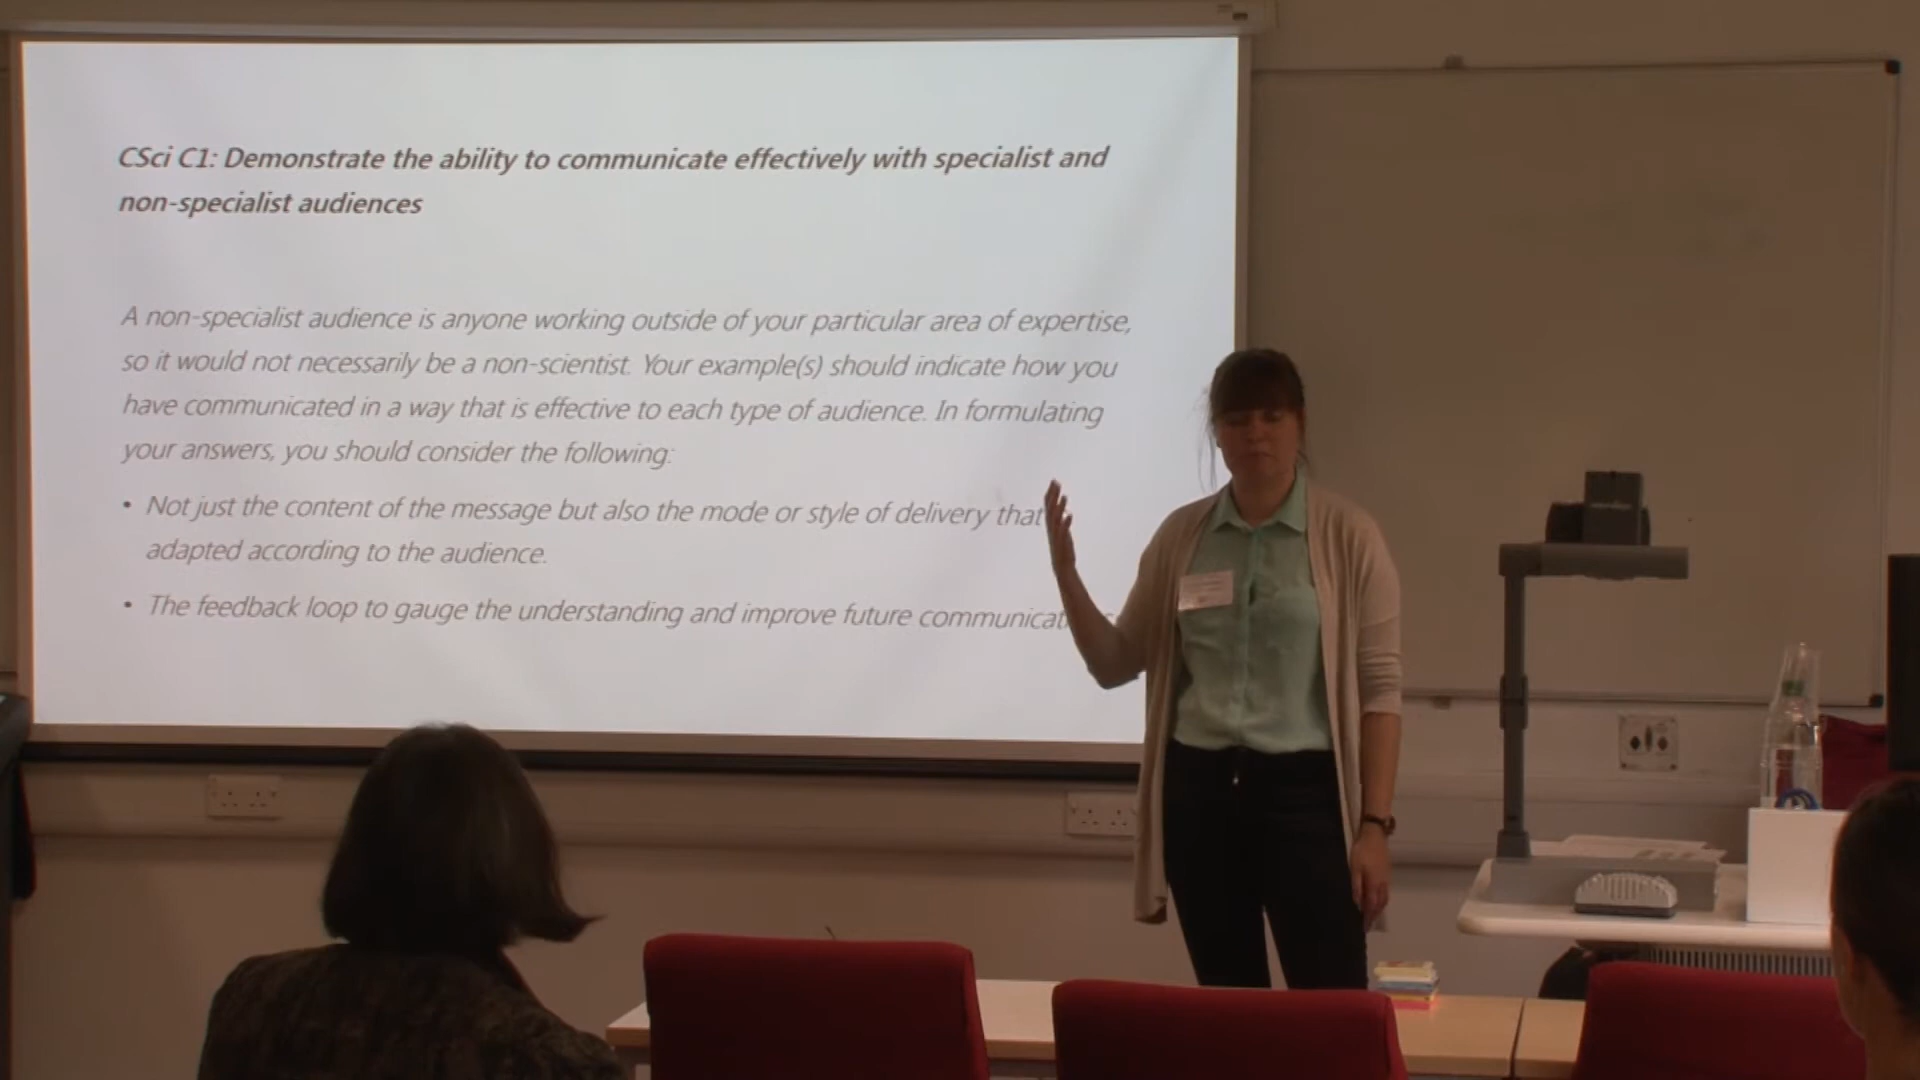 CSci C1: Demonstrate the ability to communicate effectively with specialist and
non-specialist audiences
A non-specialist audience is anyone working outside of your particular area of expertise,
so it would not necessarily be a non-scientist. Your example(s) should indicate how you
have communicated in a way that is effective to each type of audience. In formulating
your answers, you should consider the following:
• Not just the content of the message but also the mode or style of delivery that
adapted according to the audience.
• The feedback loop to gauge the understanding and improve future